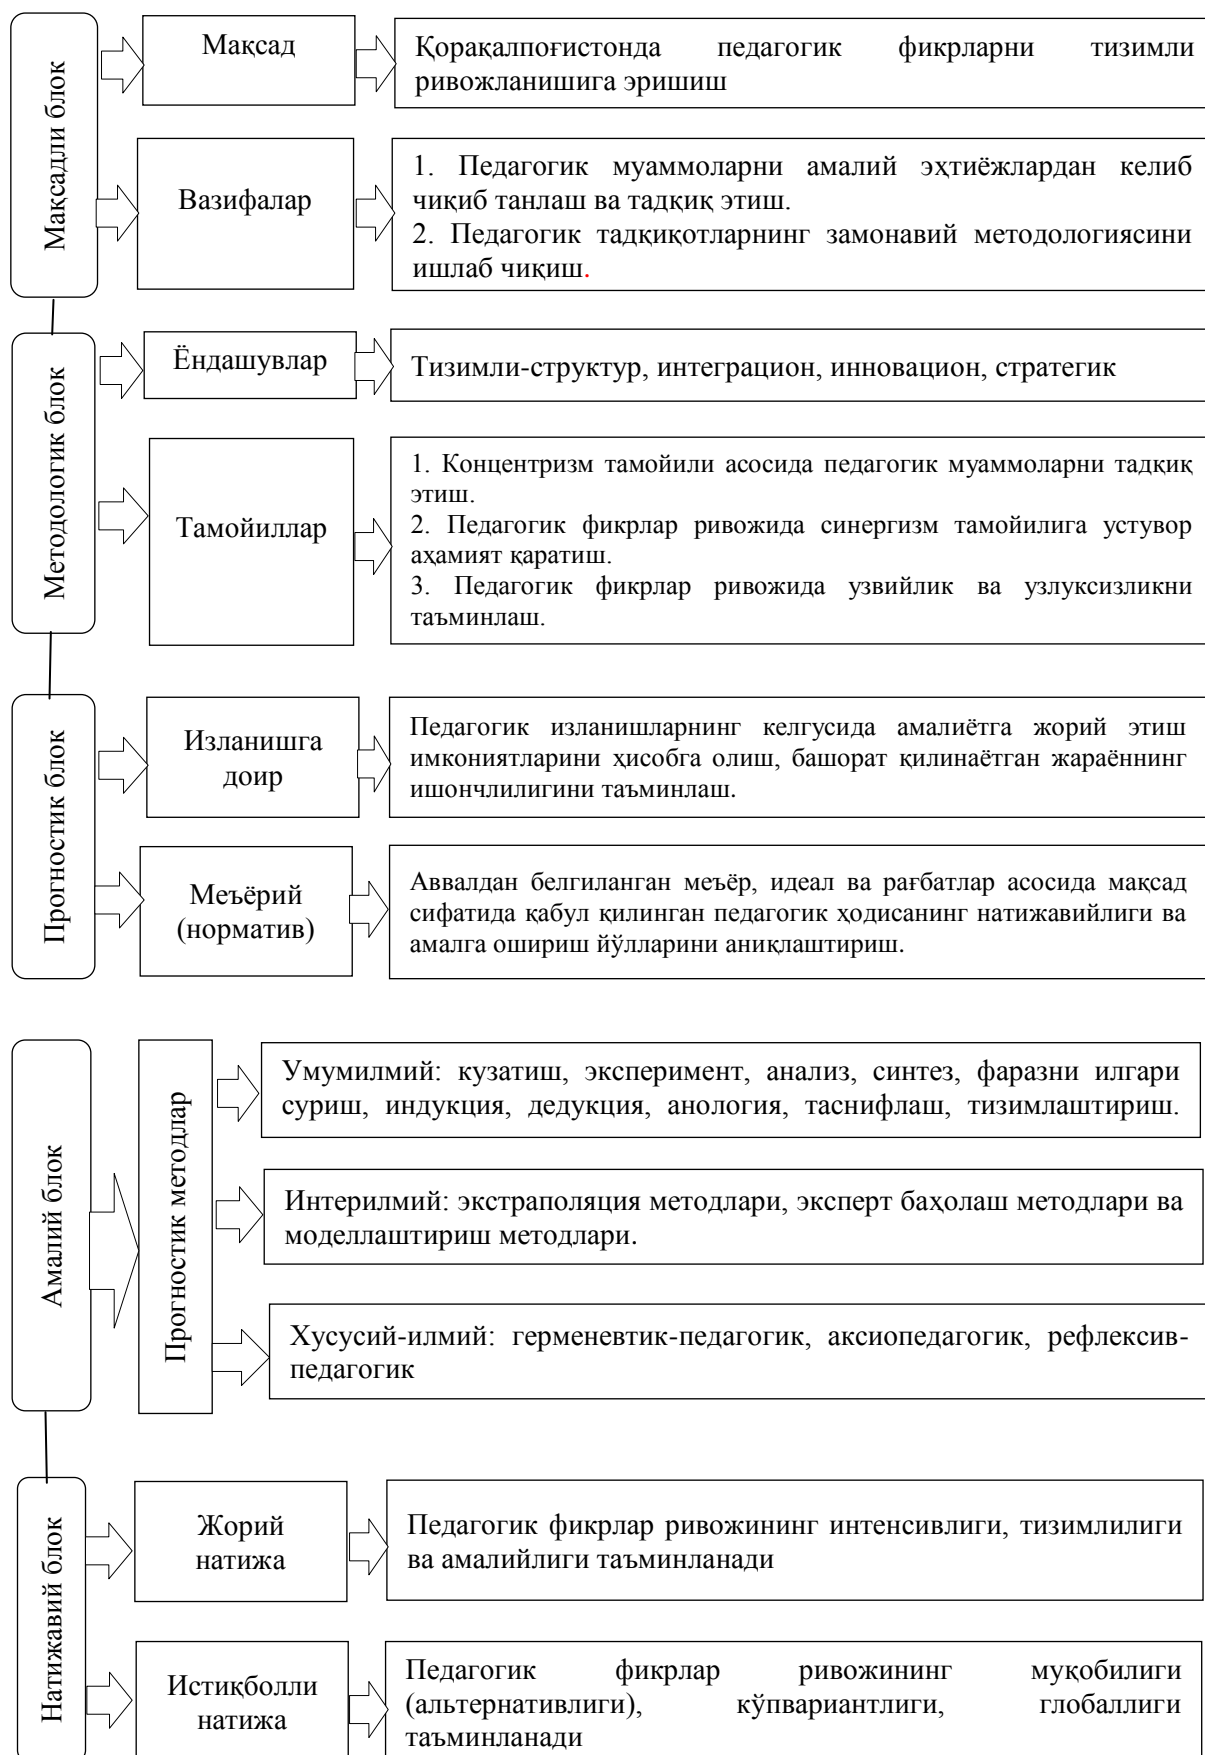 Мақсадли блок
Мақсад
Қорақалпоғистонда педагогик фикрларни тизимли
ривожланишига эришиш
Вазифалар
1. Педагогик муаммоларни амалий эҳтиёжлардан келиб
чиқиб танлаш ва тадқиқ этиш.
2. Педагогик тадқиқотларнинг замонавий методологиясини
ишлаб чиқиш.
Методологик блок
Ёндашувлар
Тизимли-структур, интеграцион, инновацион, стратегик
Тамойиллар
1. Концентризм тамойили асосида педагогик муаммоларни тадқиқ
этиш.
2. Педагогик фикрлар ривожида синергизм тамойилига устувор
аҳамият қаратиш.
3. Педагогик фикрлар ривожида узвийлик ва узлуксизликни
таъминлаш.
Прогностик блок
Изланишга
доир
Педагогик изланишларнинг келгусида амалиётга жорий этиш
имкониятларини ҳисобга олиш, башорат қилинаётган жараённинг
ишончлилигини таъминлаш.
Меъёрий
(норматив)
Аввалдан белгиланган меъёр, идеал ва рағбатлар асосида мақсад
сифатида қабул қилинган педагогик ҳодисанинг натижавийлиги ва
амалга ошириш йўлларини аниқлаштириш.
Амалий блок
Прогностик методлар
Умумилмий: кузатиш, эксперимент, анализ, синтез, фаразни илгари
суриш, индукция, дедукция, анология, таснифлаш, тизимлаштириш.
Интерилмий: экстраполяция методлари, эксперт баҳолаш методлари ва
моделлаштириш методлари.
Хусусий-илмий: герменевтик-педагогик, аксиопедагогик, рефлексив-
педагогик
Натижавий блок
Жорий
натижа
Педагогик фикрлар ривожининг интенсивлиги, тизимлилиги
ва амалийлиги таъминланади
Истиқболли
натижа
Педагогик фикрлар ривожининг муқобилиги
(альтернативлиги), кўпвариантлиги, глобаллиги
таъминланади